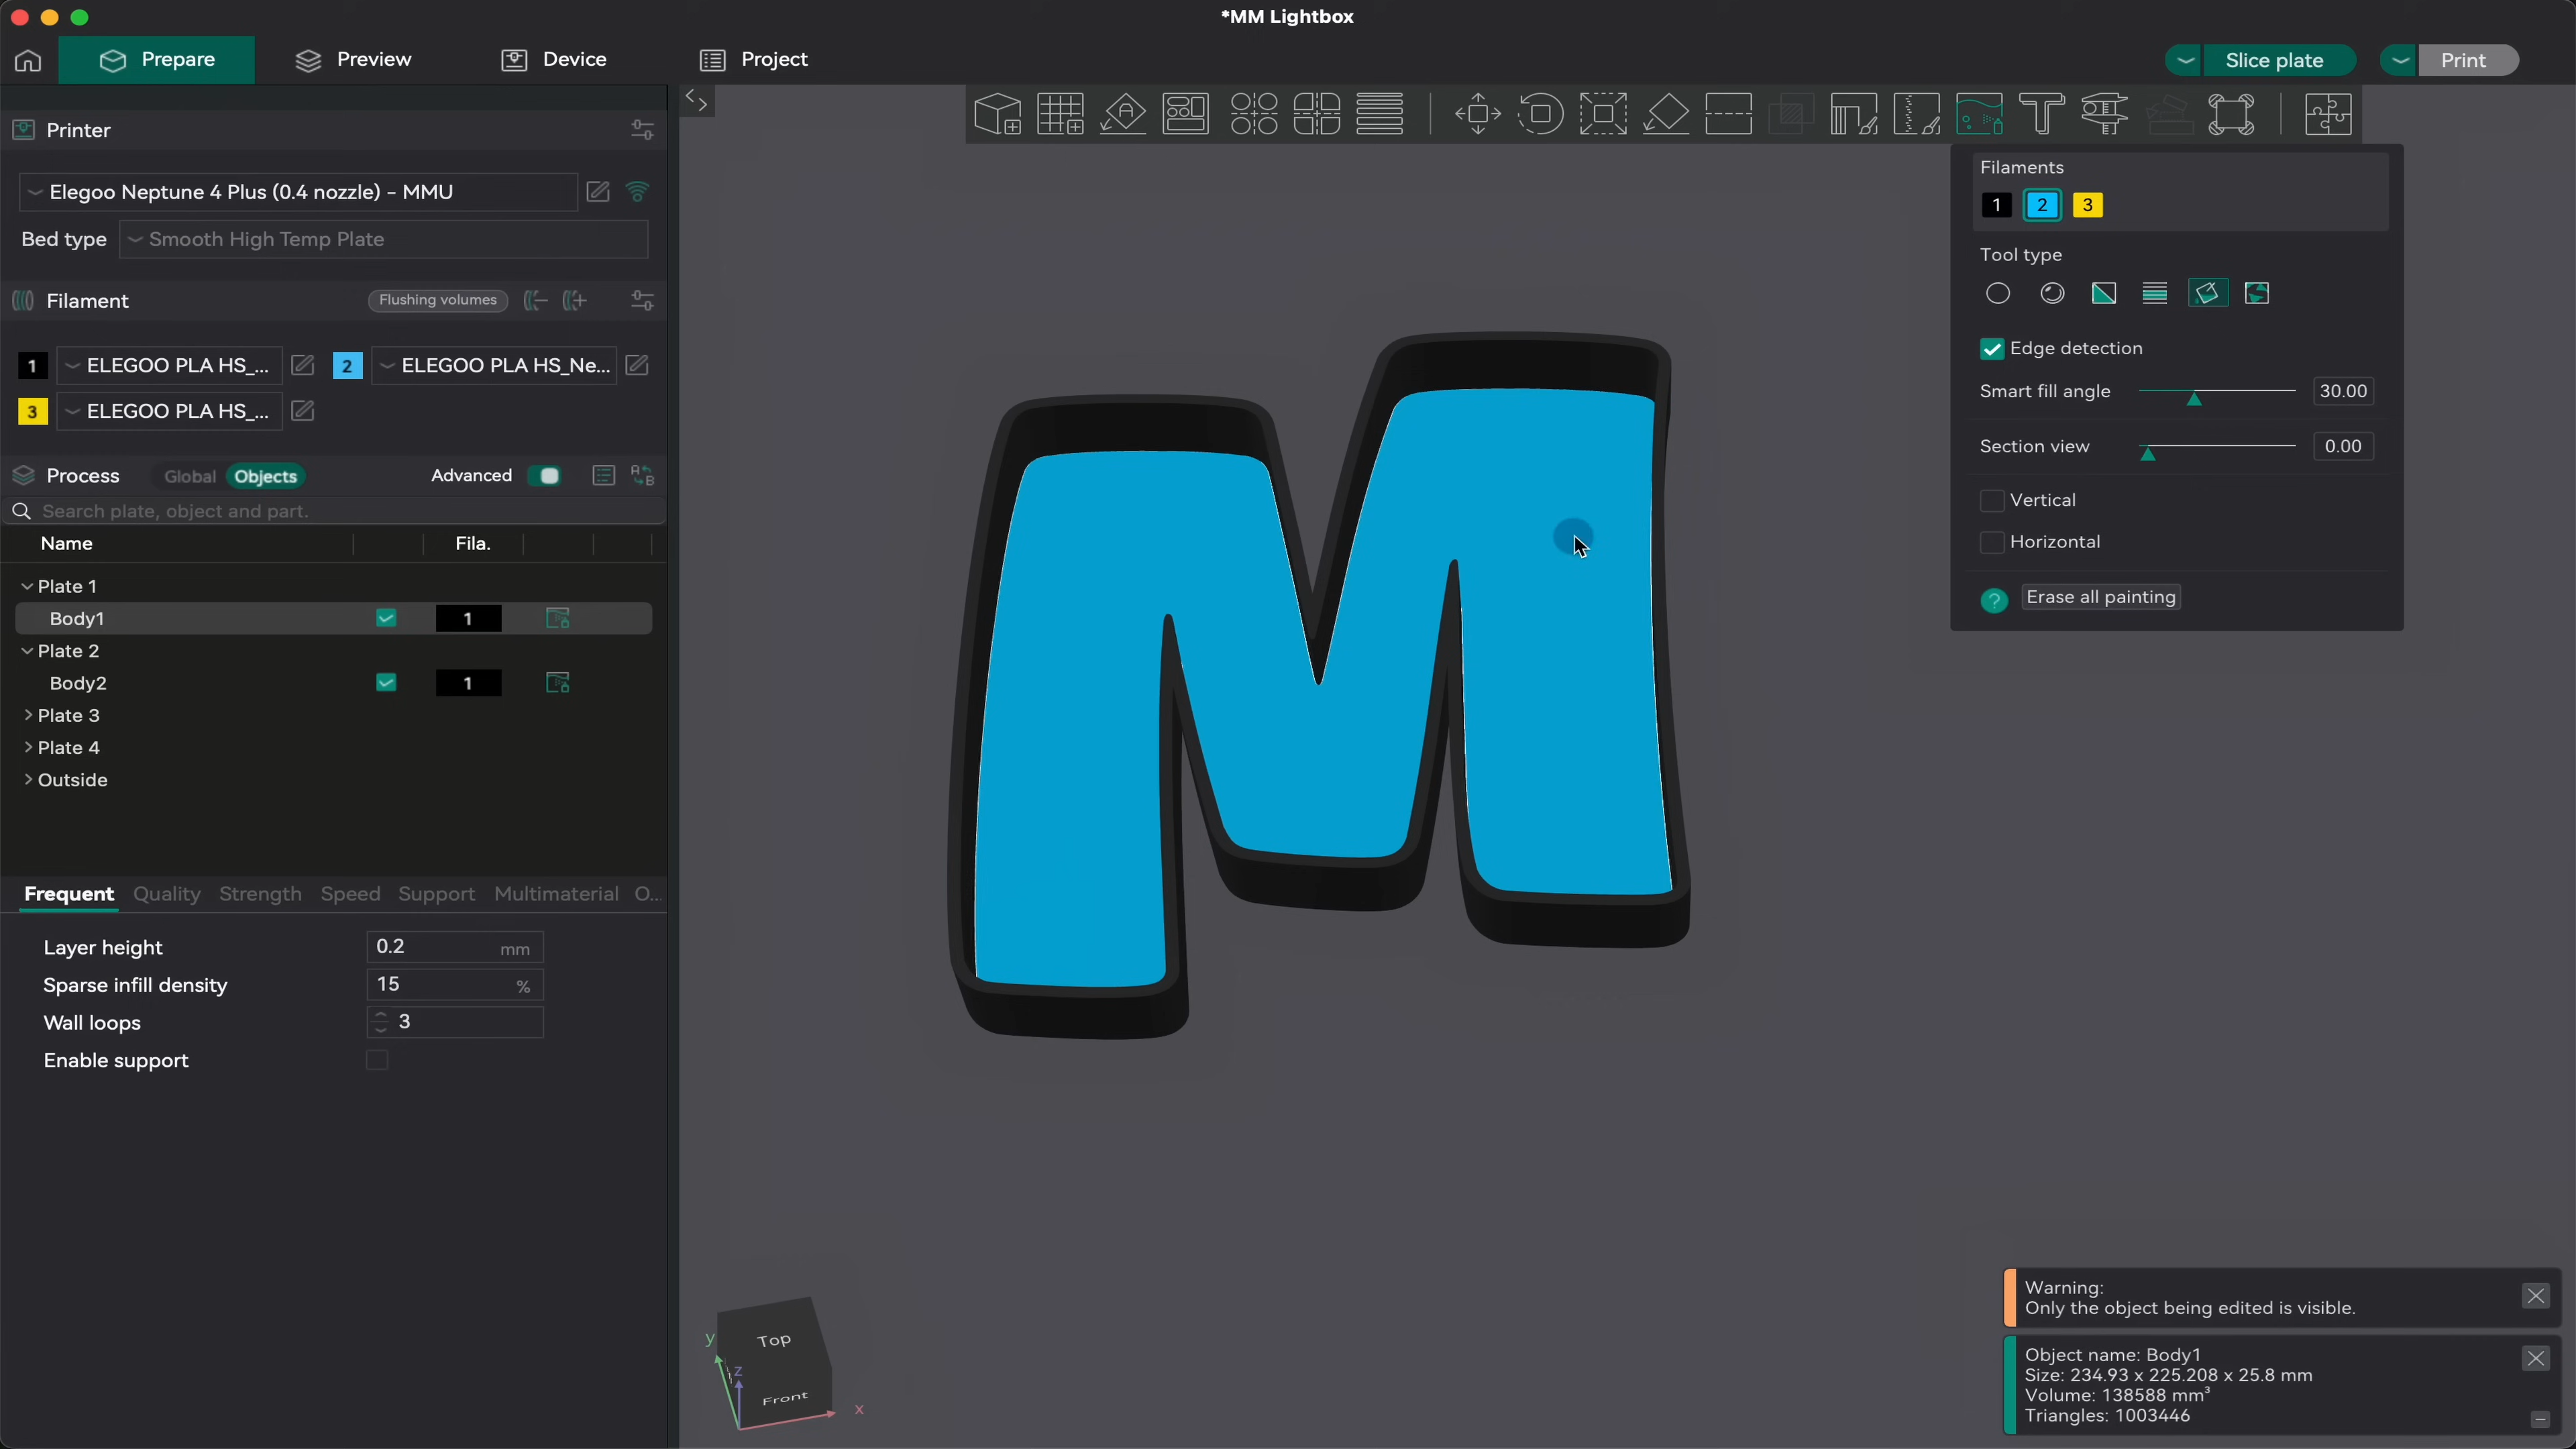 *MM Lightbox
Prepare
Preview
Device
Project
Slice plate
Print
Printer
Elegoo Neptune 4 Plus (0.4 nozzle) - MMU
Bed type
Smooth High Temp Plate
Filament
Flushing volumes
1
ELEGOO PLA HS_...
2
ELEGOO PLA HS_Ne...
3
ELEGOO PLA HS_...
Process
Global
Objects
Advanced
Search plate, object and part.
Name
Fila.
Plate 1
Body1
1
Plate 2
Body2
1
Plate 3
Plate 4
Outside
Frequent
Quality
Strength
Speed
Support
Multimaterial
O...
Layer height
0.2
mm
Sparse infill density
15
%
Wall loops
3
Enable support
Filaments
1
2
3
Tool type
Edge detection
Smart fill angle
30.00
Section view
0.00
Vertical
Horizontal
?
Erase all painting
Top
Front
y
z
x
Warning:
Only the object being edited is visible.
Object name: Body1
Size: 234.93 x 225.208 x 25.8 mm
Volume: 138588 mm³
Triangles: 1003446